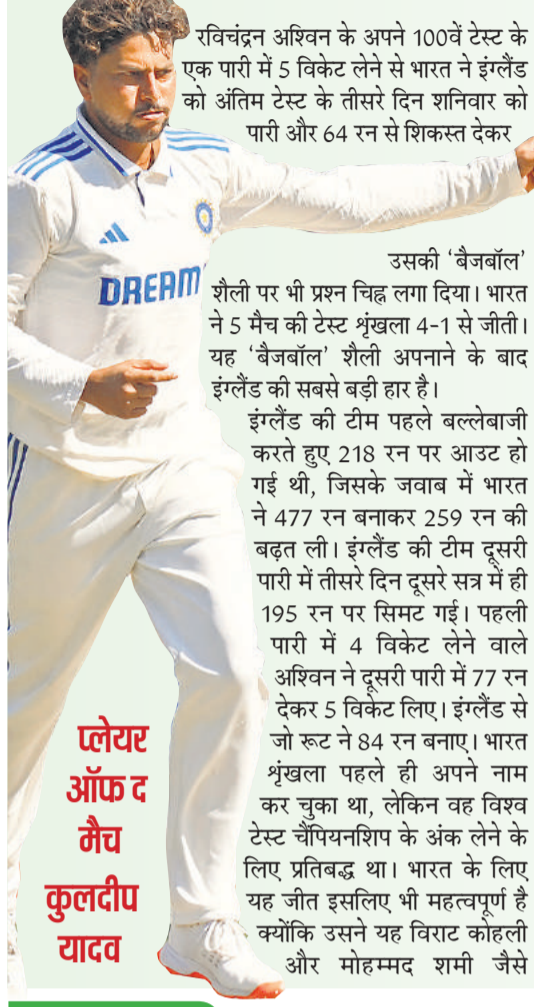 रविचंद्रन अश्विन के अपने 100वें टेस्ट के
एक पारी में 5 विकेट लेने से भारत ने इंग्लैंड
को अंतिम टेस्ट के तीसरे दिन शनिवार को
पारी और 64 रन से शिकस्त देकर
उसकी ‘बैजबॉल’
शैली पर भी प्रश्न चिह्न लगा दिया। भारत
ने 5 मैच की टेस्ट शृंखला 4-1 से जीती।
यह ‘बैजबॉल’ शैली अपनाने के बाद
इंग्लैंड की सबसे बड़ी हार है।
इंग्लैंड की टीम पहले बल्लेबाजी
करते हुए 218 रन पर आउट हो
गई थी, जिसके जवाब में भारत
ने 477 रन बनाकर 259 रन की
बढ़त ली। इंग्लैंड की टीम दूसरी
पारी में तीसरे दिन दूसरे सत्र में ही
195 रन पर सिमट गई। पहली
पारी में 4 विकेट लेने वाले
अश्विन ने दूसरी पारी में 77 रन
देकर 5 विकेट लिए। इंग्लैंड से
जो रूट ने 84 रन बनाए। भारत
शृंखला पहले ही अपने नाम
कर चुका था, लेकिन वह विश्व
टेस्ट चैंपियनशिप के अंक लेने के
लिए प्रतिबद्ध था। भारत के लिए
यह जीत इसलिए भी महत्वपूर्ण है
क्योंकि उसने यह विराट कोहली
और मोहम्मद शमी जैसे
DREAM
प्लेयर
ऑफ द
मैच
कुलदीप
यादव